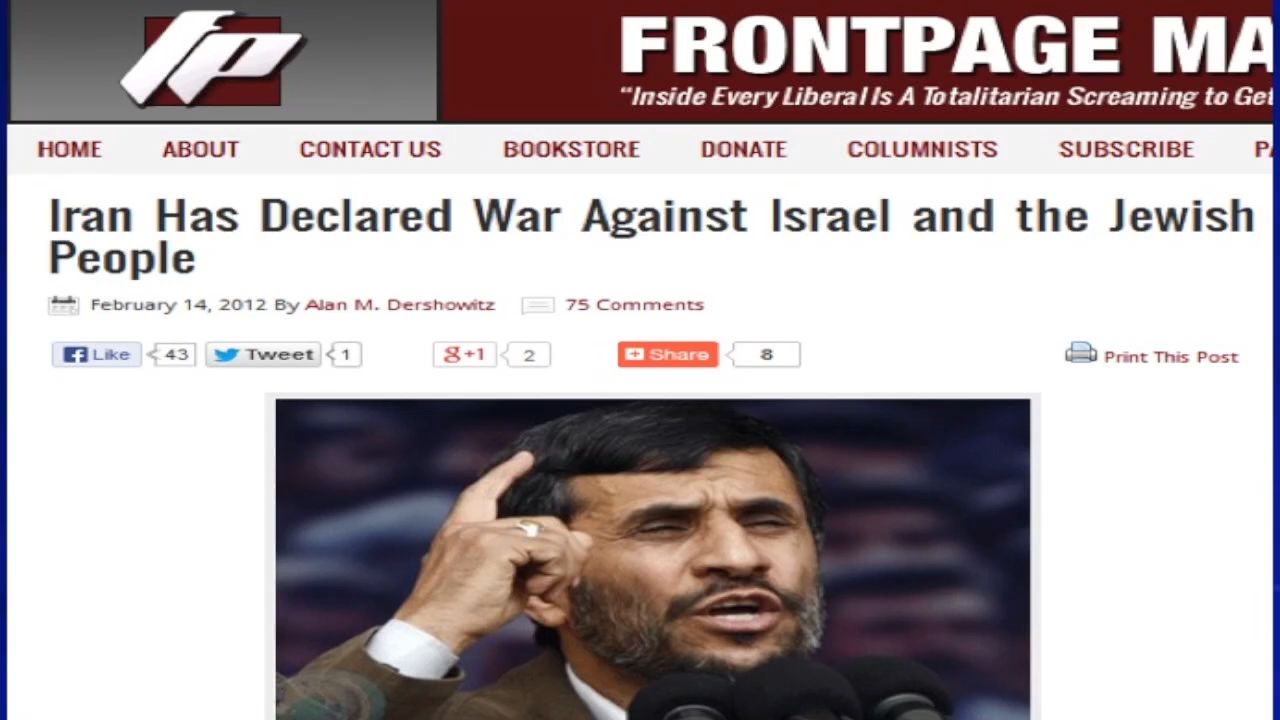 fp
FRONTPAGE MA
“Inside Every Liberal Is A Totalitarian Screaming to Get
HOME ABOUT CONTACT US BOOKSTORE DONATE COLUMNISTS SUBSCRIBE
Iran Has Declared War Against Israel and the Jewish
People
February 14, 2012 By Alan M. Dershowitz 75 Comments
Like 43 Tweet 1 g+1 2 Share 8 Print This Post